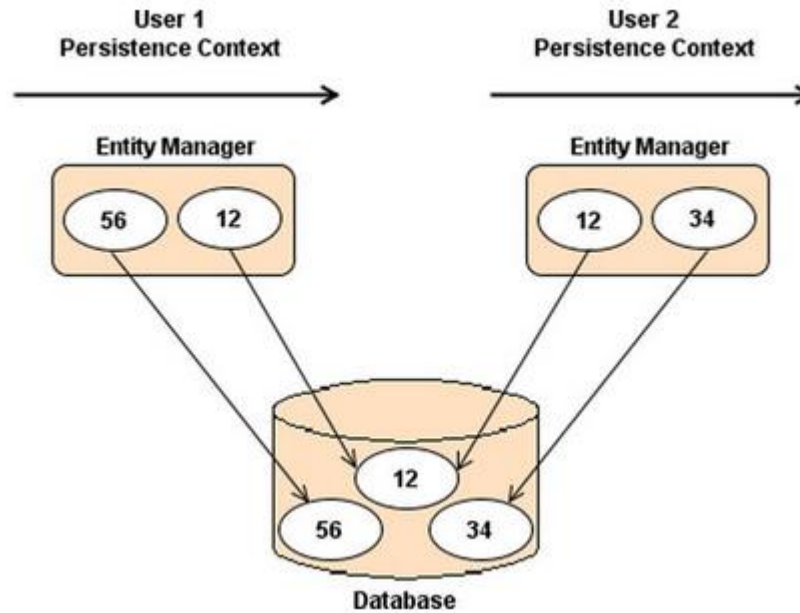 User 1
Persistence Context
User 2
Persistence Context
Entity Manager
Entity Manager
56
12
12
34
12
56
34
Database